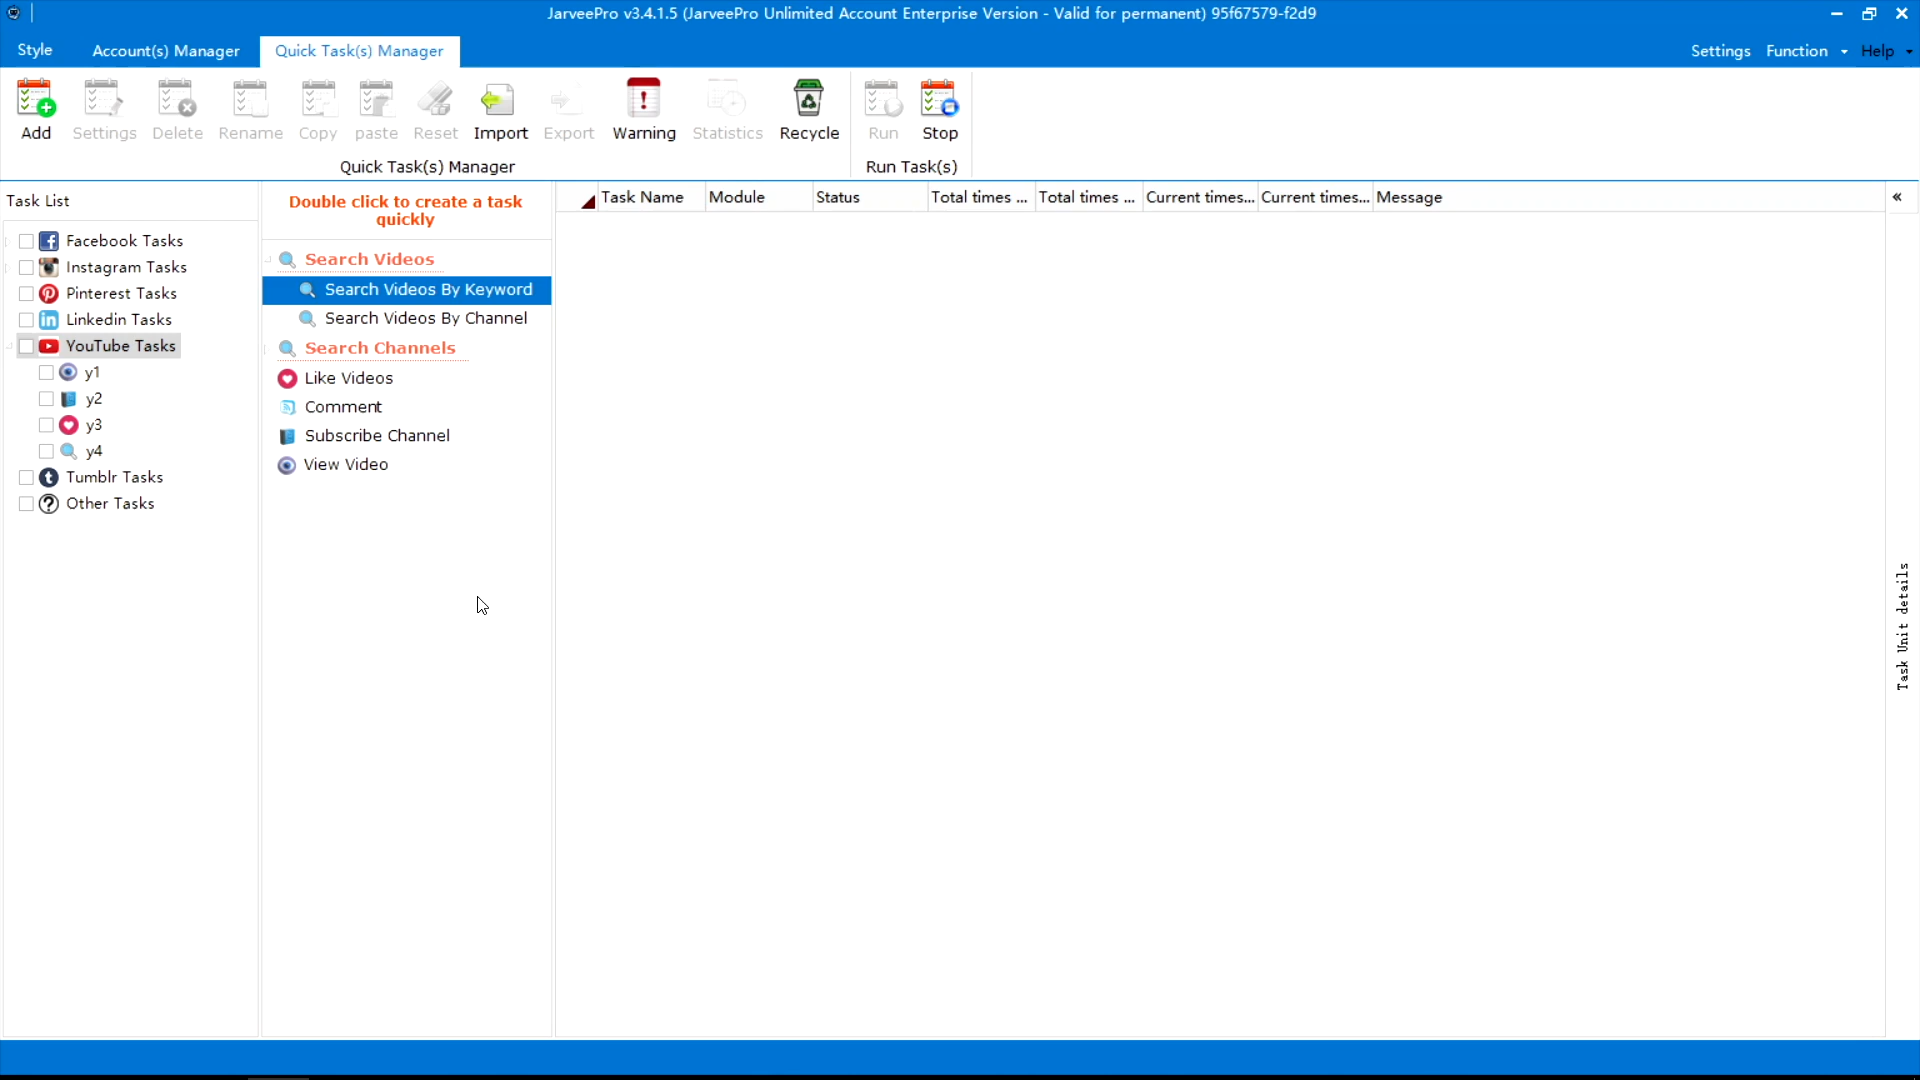 JarveePro v3.4.1.5 (JarveePro Unlimited Account Enterprise Version - Valid for permanent) 95f67579-f2d9
Style Account(s) Manager Quick Task(s) Manager Settings Function Help
Add Settings Delete Rename Copy paste Reset Import Export Warning Statistics Recycle Run Stop
Quick Task(s) Manager Run Task(s)
Task List
Facebook Tasks
Instagram Tasks
Pinterest Tasks
Linkedin Tasks
YouTube Tasks
y1
y2
y3
y4
Tumblr Tasks
Other Tasks
Double click to create a task
quickly
Search Videos
Search Videos By Keyword
Search Videos By Channel
Search Channels
Like Videos
Comment
Subscribe Channel
View Video
Task Name Module Status Total times ... Total times ... Current times... Current times... Message
«
Task Unit details